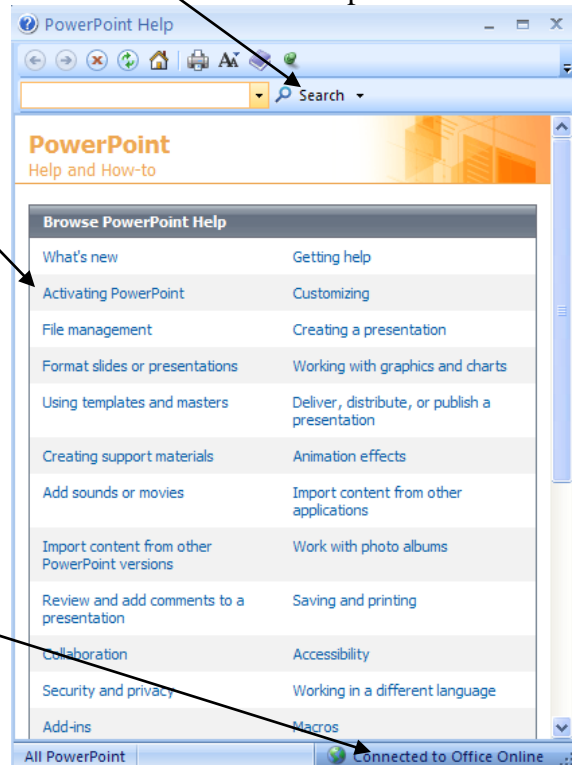 PowerPoint Help
Search
PowerPoint
Help and How-to
Browse PowerPoint Help
What's new
Getting help
Activating PowerPoint
Customizing
File management
Creating a presentation
Format slides or presentations
Working with graphics and charts
Using templates and masters
Deliver, distribute, or publish a
presentation
Creating support materials
Animation effects
Add sounds or movies
Import content from other
applications
Import content from other
PowerPoint versions
Work with photo albums
Review and add comments to a
presentation
Saving and printing
Collaboration
Accessibility
Security and privacy
Working in a different language
Add-ins
Macros
All PowerPoint
Connected to Office Online